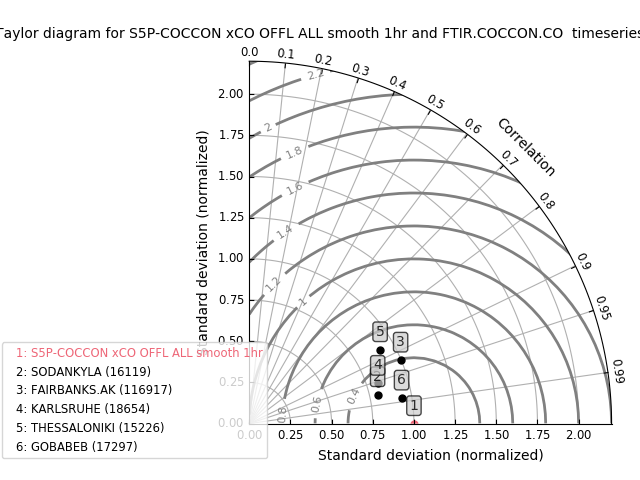 Taylor diagram for S5P-COCCON xCO OFFL ALL smooth 1hr and FTIR.COCCON.CO timeseries
0.0 0.1 0.2 0.3 0.4 0.5 0.6 0.7 0.8 0.9 0.95 0.99
Correlation
Standard deviation (normalized)
2.00
1.75
1.50
1.25
1.00
0.75
0.50
0.25
0.00
2.2
2
1.8
1.6
1.4
1.2
1
0.8 0.6 0.4
5 3
4
2 6
1
1: S5P-COCCON xCO OFFL ALL smooth 1hr
2: SODANKYLA (16119)
3: FAIRBANKS.AK (116917)
4: KARLSRUHE (18654)
5: THESSALONIKI (15226)
6: GOBABEB (17297)
0.00 0.25 0.50 0.75 1.00 1.25 1.50 1.75 2.00
Standard deviation (normalized)